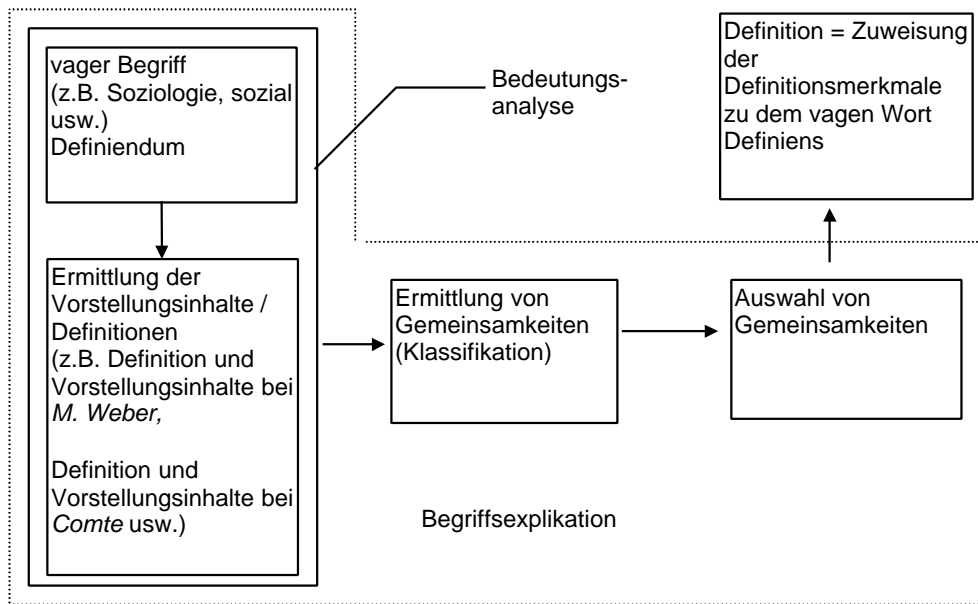 vager Begriff
(z.B. Soziologie, sozial
usw.)
Definiendum
Bedeutungs-
analyse
Definition = Zuweisung
der
Definitionsmerkmale
zu dem vagen Wort
Definiens
Ermittlung der
Vorstellungsinhalte /
Definitionen
(z.B. Definition und
Vorstellungsinhalte bei
M. Weber,
Definition und
Vorstellungsinhalte bei
Comte usw.)
Ermittlung von
Gemeinsamkeiten
(Klassifikation)
Auswahl von
Gemeinsamkeiten
Begriffsexplikation